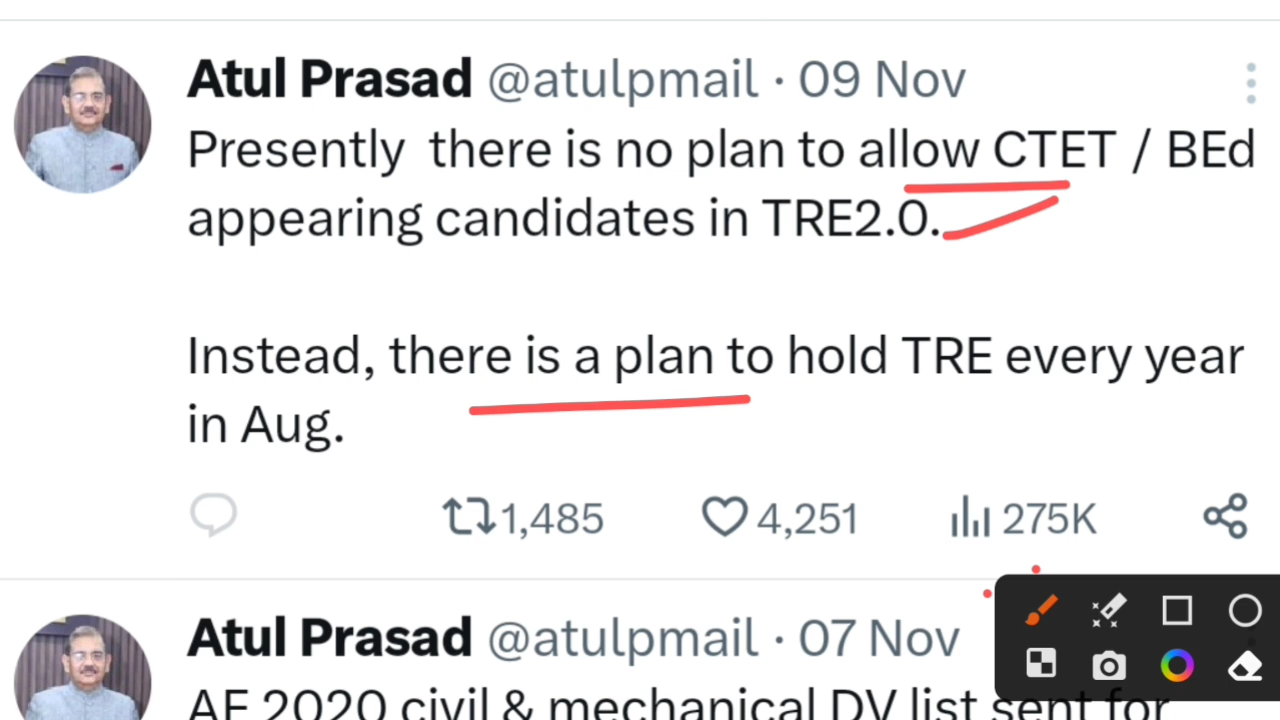 Atul Prasad @atulpmail · 09 Nov
Presently there is no plan to allow CTET / BEd
appearing candidates in TRE2.0.
Instead, there is a plan to hold TRE every year
in Aug.
1,485 4,251 275K
Atul Prasad @atulpmail · 07 Nov
AE 2020 civil & mechanical DV list sent for